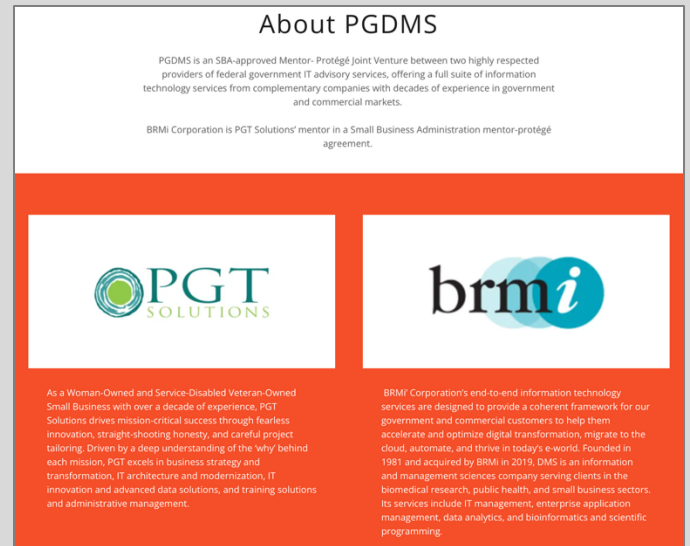 About PGDMS
PGDMS is an SBA-approved Mentor- Protégé Joint Venture between two highly respected
providers of federal government IT advisory services, offering a full suite of information
technology services from complementary companies with decades of experience in government
and commercial markets.
BRMi Corporation is PGT Solutions' mentor in a Small Business Administration mentor-protégé
agreement.
PGT
SOLUTIONS
brmi
As a Woman-Owned and Service-Disabled Veteran-Owned
Small Business with over a decade of experience, PGT
Solutions drives mission-critical success through fearless
innovation, straight-shooting honesty, and careful project
tailoring. Driven by a deep understanding of the 'why' behind
each mission, PGT excels in business strategy and
transformation, IT architecture and modernization, IT
innovation and advanced data solutions, and training solutions
and administrative management.
BRMi' Corporation's end-to-end information technology
services are designed to provide a coherent framework for our
government and commercial customers to help them
accelerate and optimize digital transformation, migrate to the
cloud, automate, and thrive in today's e-world. Founded in
1981 and acquired by BRMi in 2019, DMS is an information
and management sciences company serving clients in the
biomedical research, public health, and small business sectors.
Its services include IT management, enterprise application
management, data analytics, and bioinformatics and scientific
programming.